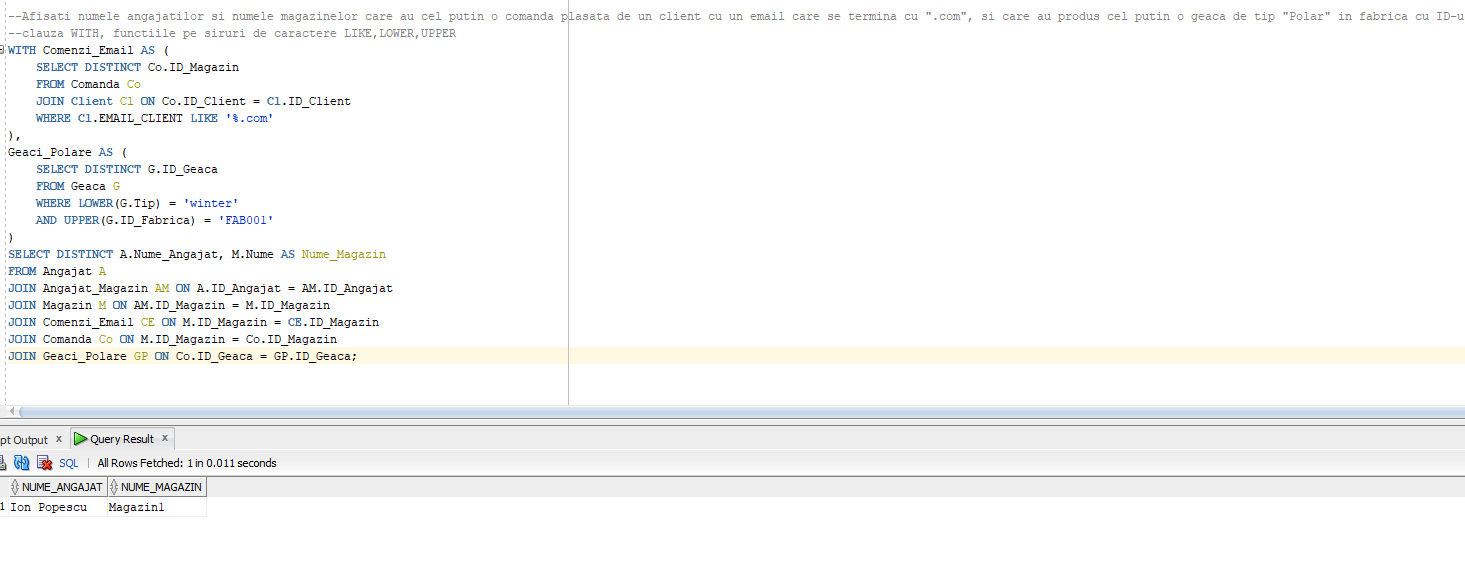 --Afisati numele angajatilor si numele magazinelor care au cel putin o comanda plasata de un client cu un email care se termina cu ".com", si care au produs cel putin o geaca de tip "Polar" in fabrica cu ID-u
--clauza WITH, functiile pe siruri de caractere LIKE,LOWER,UPPER
WITH Comenzi_Email AS (
SELECT DISTINCT Co.ID_Magazin
FROM Comanda Co
JOIN Client Cl ON Co.ID_Client = Cl.ID_Client
WHERE Cl.EMAIL_CLIENT LIKE '%.com'
),
Geaci_Polare AS (
SELECT DISTINCT G.ID_Geaca
FROM Geaca G
WHERE LOWER(G.Tip) = 'winter'
AND UPPER(G.ID_Fabrica) = 'FAB001'
)
SELECT DISTINCT A.Nume_Angajat, M.Nume AS Nume_Magazin
FROM Angajat A
JOIN Angajat_Magazin AM ON A.ID_Angajat = AM.ID_Angajat
JOIN Magazin M ON AM.ID_Magazin = M.ID_Magazin
JOIN Comenzi_Email CE ON M.ID_Magazin = CE.ID_Magazin
JOIN Comanda Co ON M.ID_Magazin = Co.ID_Magazin
JOIN Geaci_Polare GP ON Co.ID_Geaca = GP.ID_Geaca;
pt Output x Query Result x
SQL | All Rows Fetched: 1 in 0.011 seconds
NUME_ANGAJAT NUME_MAGAZIN
1 Ion Popescu Magazin1